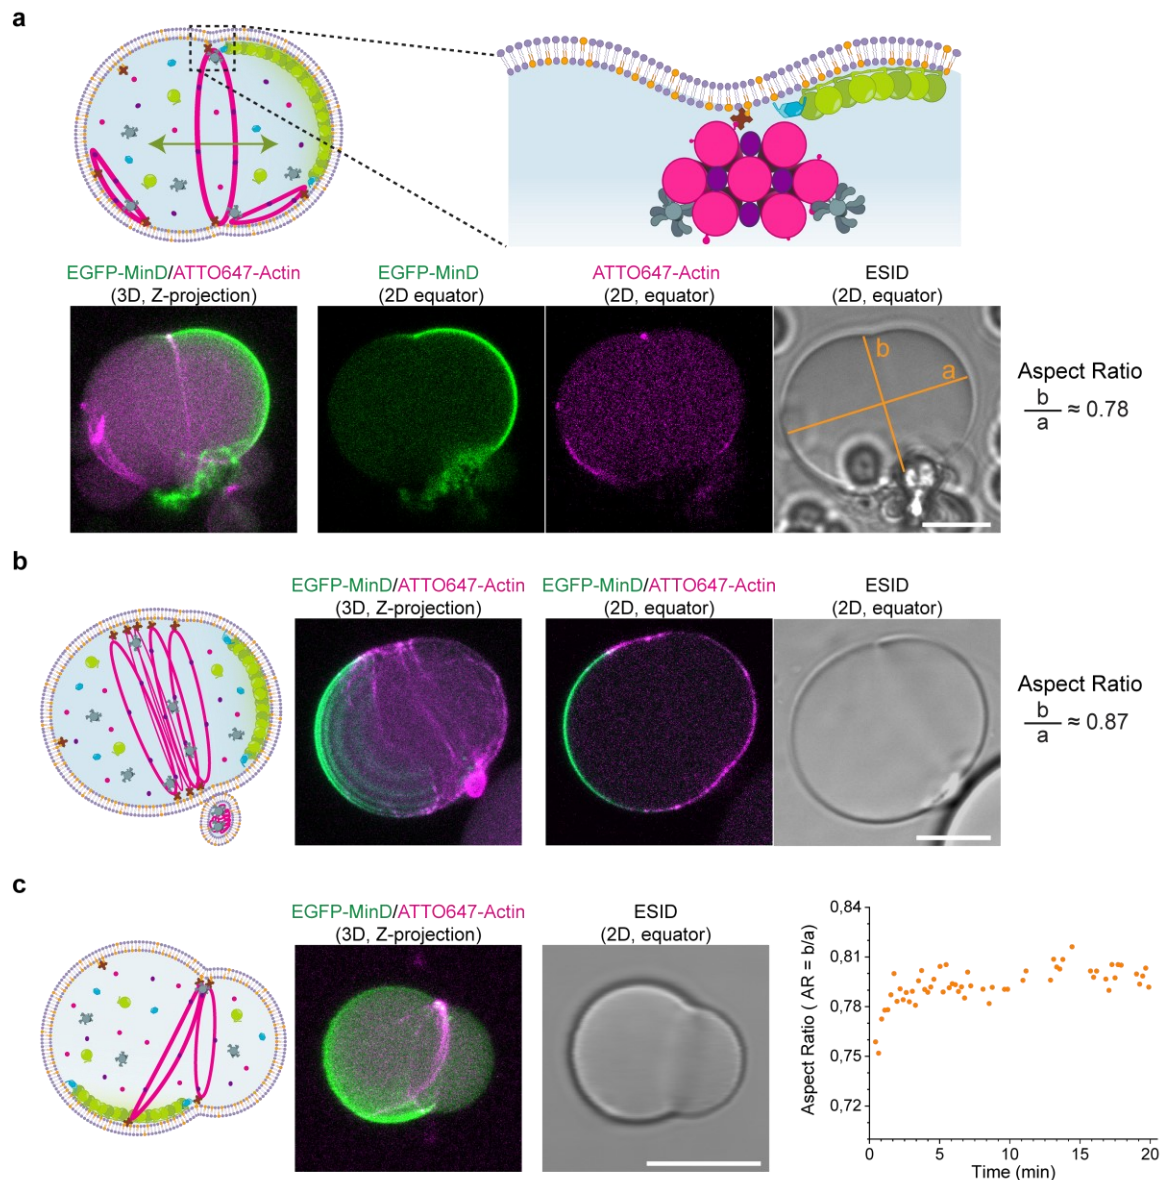 a
EGFP-MinD/ATTO647-Actin
(3D, Z-projection)
EGFP-MinD
(2D equator)
ATTO647-Actin
(2D, equator)
ESID
(2D, equator)
b
a
Aspect Ratio
b
a
≈ 0.78
b
EGFP-MinD/ATTO647-Actin
(3D, Z-projection)
EGFP-MinD/ATTO647-Actin
(2D, equator)
ESID
(2D, equator)
Aspect Ratio
b
a
≈ 0.87
c
EGFP-MinD/ATTO647-Actin
(3D, Z-projection)
ESID
(2D, equator)
Aspect Ratio ( AR = b/a)
0,84
0,81
0,78
0,75
0,72
0
5
10
15
20
Time (min)